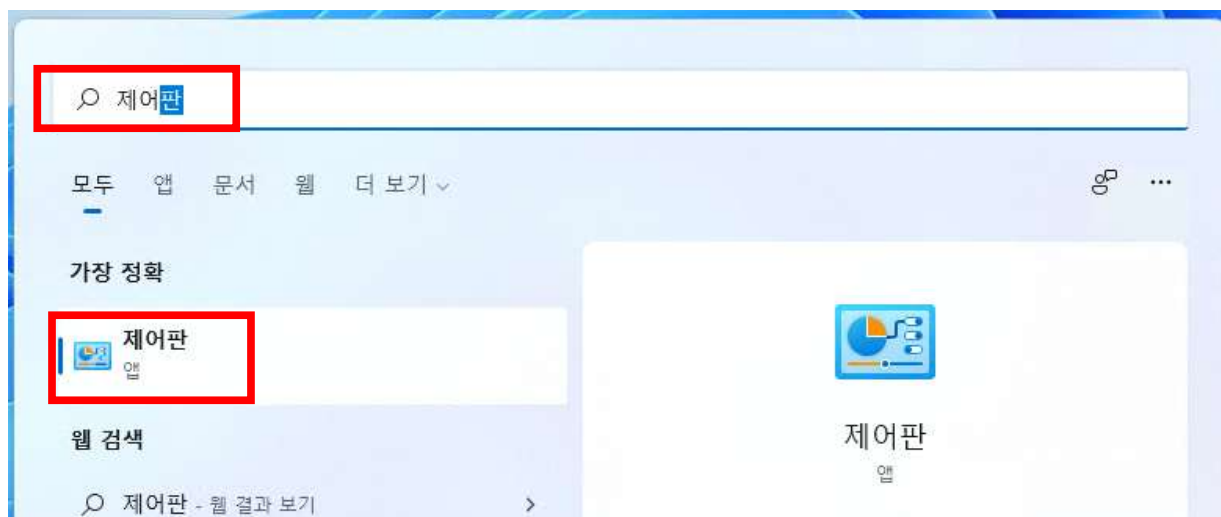 제어판
모두 앱 문서 웹 더 보기
가장 정확
제어판
앱
웹 검색
제어판 - 웹 결과 보기
제어판
앱